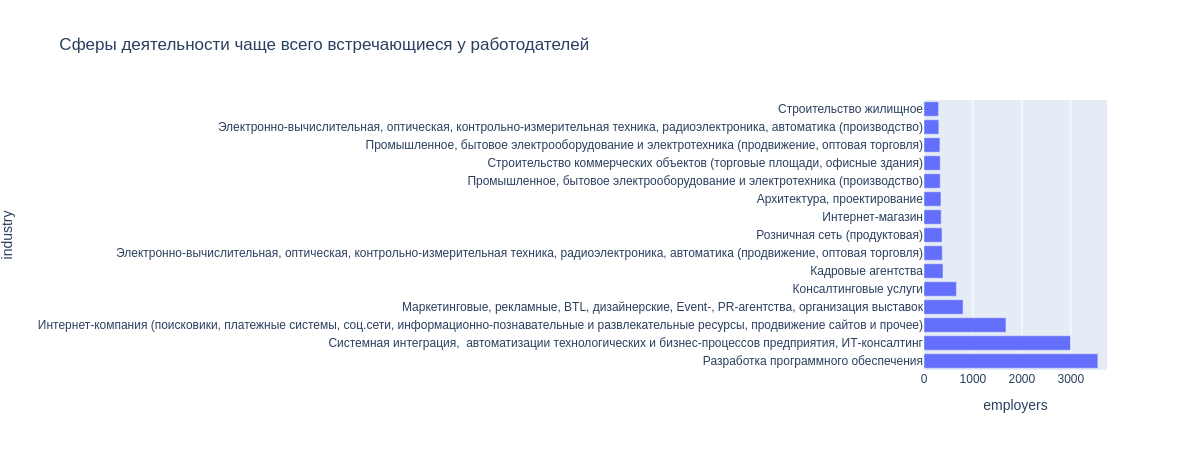 Сферы деятельности чаще всего встречающиеся у работодателей
industry
Строительство жилищное
Электронно-вычислительная, оптическая, контрольно-измерительная техника, радиоэлектроника, автоматика (производство)
Промышленное, бытовое электрооборудование и электротехника (продвижение, оптовая торговля)
Строительство коммерческих объектов (торговые площади, офисные здания)
Промышленное, бытовое электрооборудование и электротехника (производство)
Архитектура, проектирование
Интернет-магазин
Розничная сеть (продуктовая)
Электронно-вычислительная, оптическая, контрольно-измерительная техника, радиоэлектроника, автоматика (продвижение, оптовая торговля)
Кадровые агентства
Консалтинговые услуги
Маркетинговые, рекламные, BTL, дизайнерские, Event-, PR-агентства, организация выставок
Интернет-компания (поисковики, платежные системы, соц.сети, информационно-познавательные и развлекательные ресурсы, продвижение сайтов и прочее)
Системная интеграция,  автоматизации технологических и бизнес-процессов предприятия, ИТ-консалтинг
Разработка программного обеспечения
0 1000 2000 3000
employers